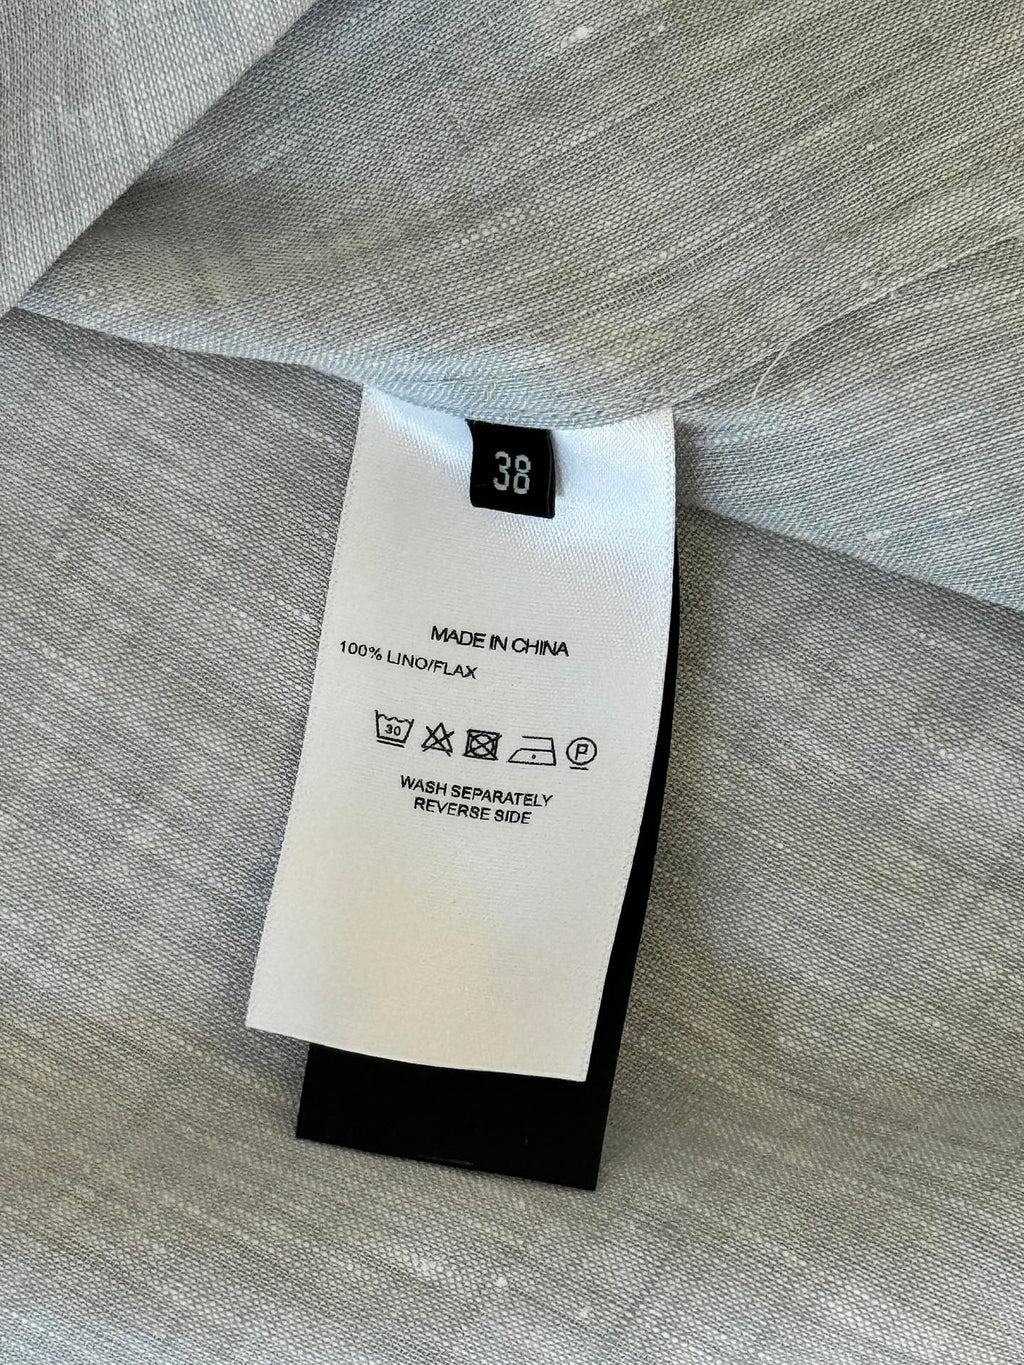 38
MADE IN CHINA
100% LINO/FLAX
30
P
WASH SEPARATELY
REVERSE SIDE